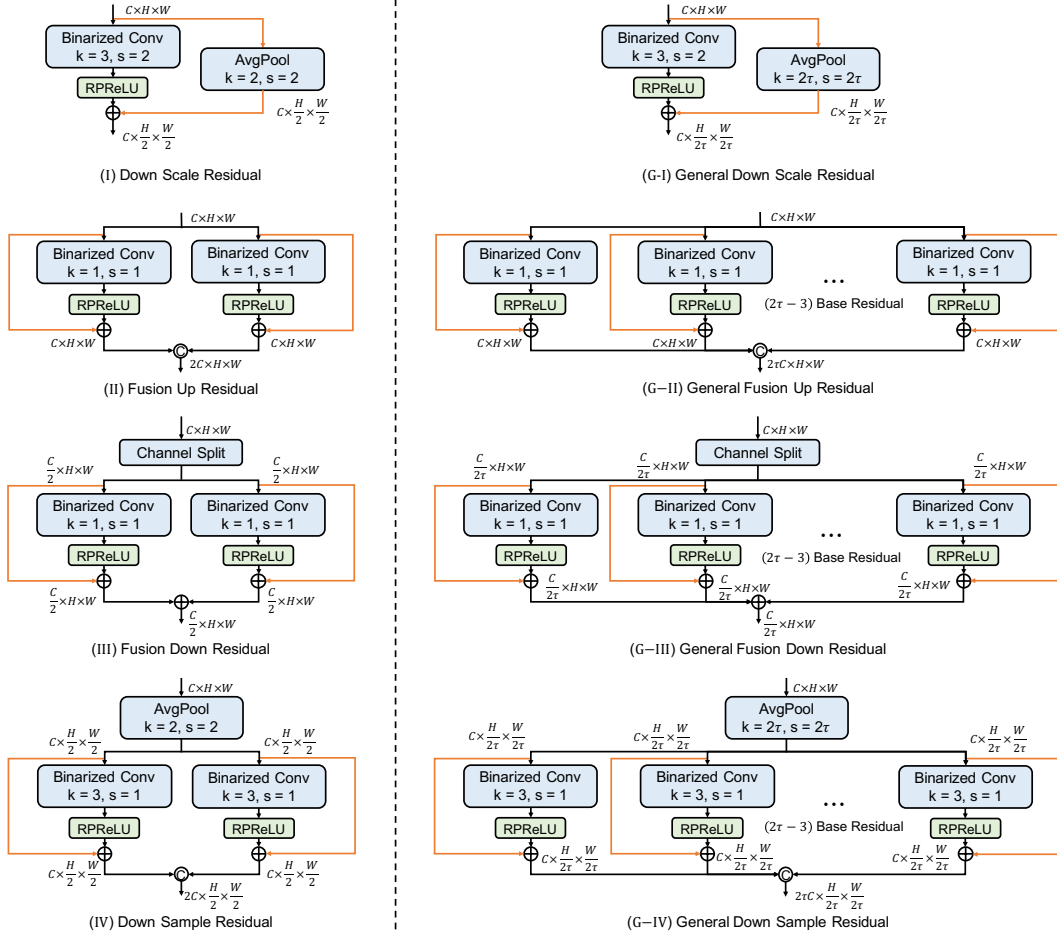 C×H×W
Binarized Conv
k = 3, s = 2
AvgPool
k = 2, s = 2
RPReLU
C×H/2×W/2
C×H/2×W/2
(I) Down Scale Residual
C×H×W
Binarized Conv
k = 3, s = 2
AvgPool
k = 2τ, s = 2τ
RPReLU
C×H/2τ×W/2τ
C×H/2τ×W/2τ
(G-I) General Down Scale Residual
C×H×W
Binarized Conv
k = 1, s = 1
Binarized Conv
k = 1, s = 1
RPReLU
RPReLU
C×H×W
C×H×W
C
2C×H×W
(II) Fusion Up Residual
C×H×W
Binarized Conv
k = 1, s = 1
Binarized Conv
k = 1, s = 1
...
Binarized Conv
k = 1, s = 1
RPReLU
RPReLU
(2τ − 3) Base Residual
RPReLU
C×H×W
C×H×W
C×H×W
C
2τC×H×W
(G−II) General Fusion Up Residual
C×H×W
Channel Split
C/2×H×W
C/2×H×W
Binarized Conv
k = 1, s = 1
Binarized Conv
k = 1, s = 1
RPReLU
RPReLU
C/2×H×W
C/2×H×W
C/2×H×W
(III) Fusion Down Residual
C×H×W
Channel Split
C/2τ×H×W
C/2τ×H×W
C/2τ×H×W
Binarized Conv
k = 1, s = 1
Binarized Conv
k = 1, s = 1
...
Binarized Conv
k = 1, s = 1
RPReLU
RPReLU
(2τ − 3) Base Residual
RPReLU
C/2τ×H×W
C/2τ×H×W
C/2τ×H×W
C/2τ×H×W
(G−III) General Fusion Down Residual
C×H×W
AvgPool
k = 2, s = 2
C×H/2×W/2
C×H/2×W/2
Binarized Conv
k = 3, s = 1
Binarized Conv
k = 3, s = 1
RPReLU
RPReLU
C×H/2×W/2
C×H/2×W/2
C
2C×H/2×W/2
(IV) Down Sample Residual
C×H×W
AvgPool
k = 2τ, s = 2τ
C×H/2τ×W/2τ
C×H/2τ×W/2τ
C×H/2τ×W/2τ
Binarized Conv
k = 3, s = 1
Binarized Conv
k = 3, s = 1
...
Binarized Conv
k = 3, s = 1
RPReLU
RPReLU
(2τ − 3) Base Residual
RPReLU
C×H/2τ×W/2τ
C×H/2τ×W/2τ
C×H/2τ×W/2τ
C
2τC×H/2τ×W/2τ
(G−IV) General Down Sample Residual